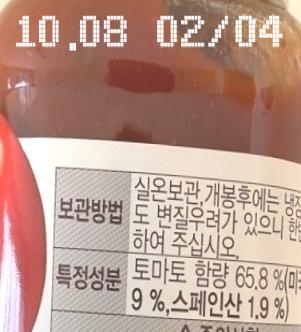 10.08 02/04
보관방법
실온보관,개봉후에는
도 변질우려가 있으니
하여 주십시오.
특정성분
토마토 함량 65.8 %
9 %,스페인산 1.9 %)